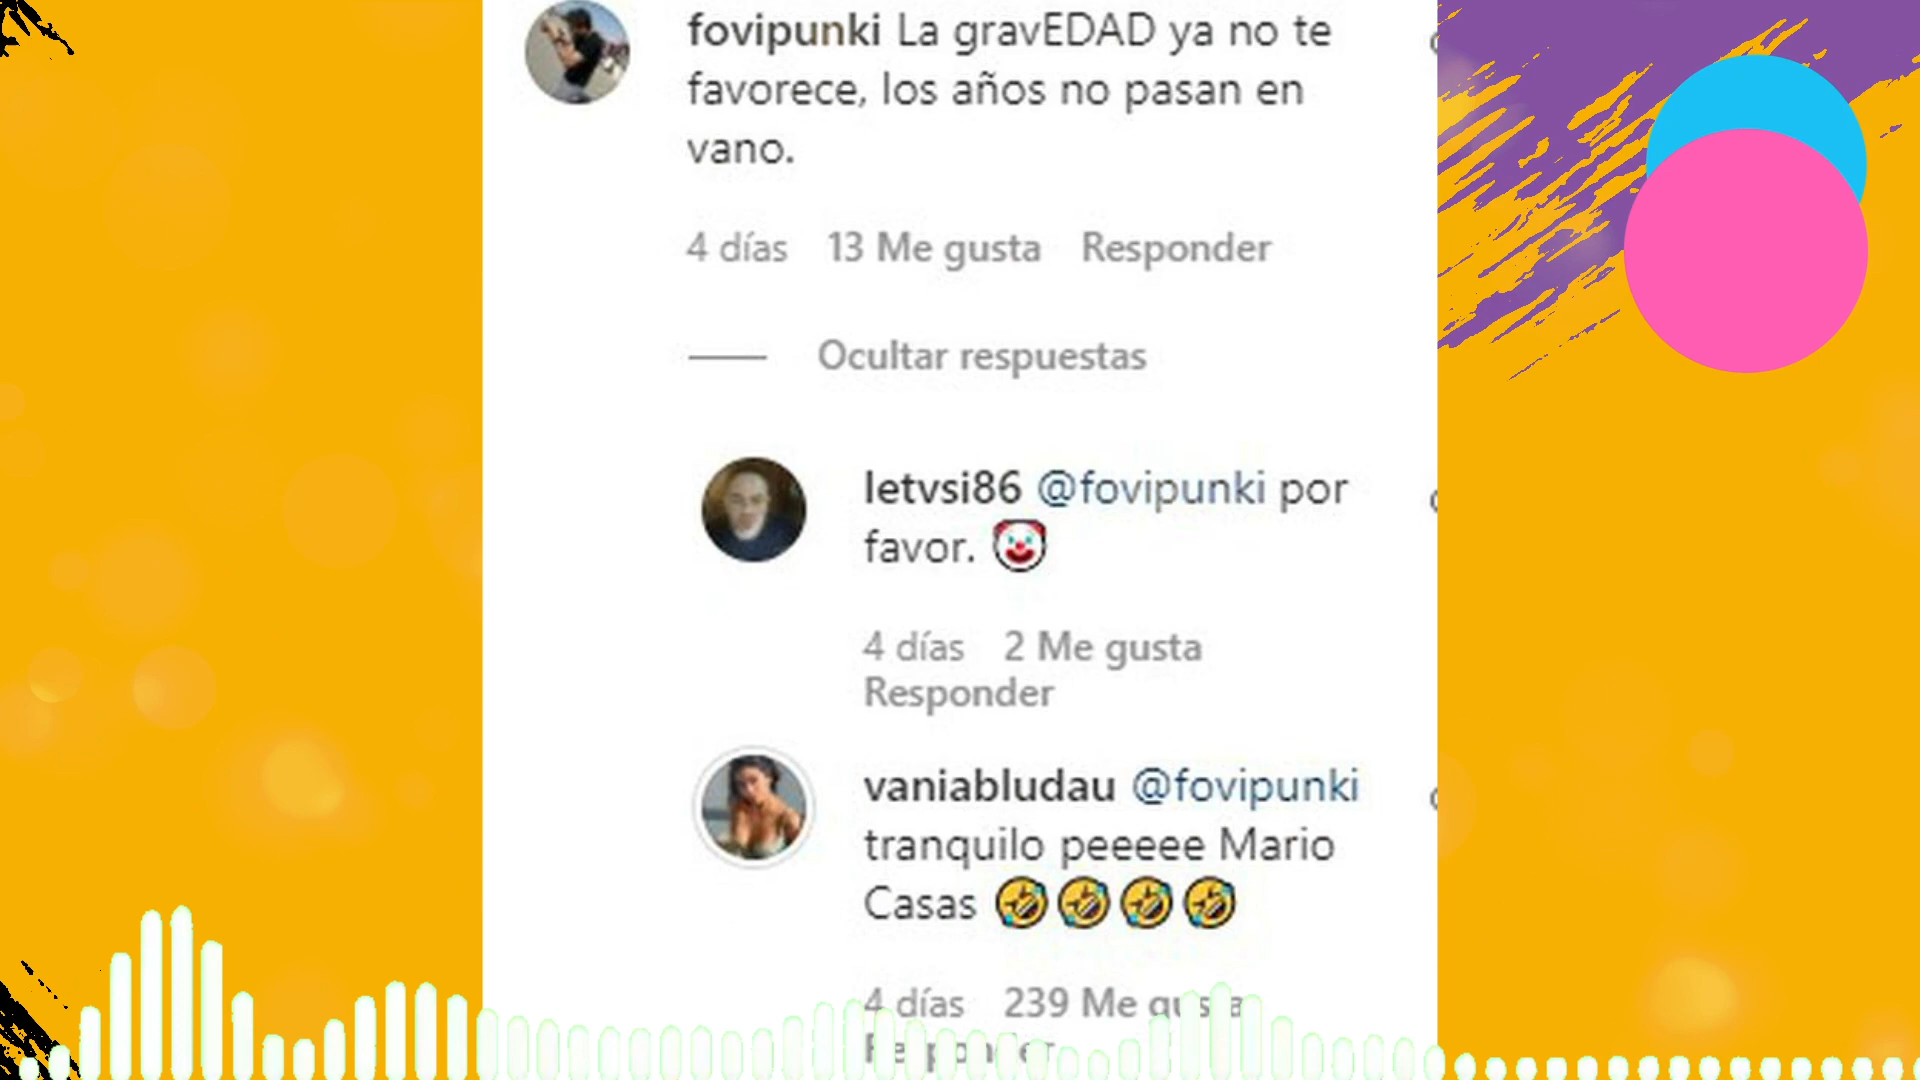 fovipunki La gravEDAD ya no te
favorece, los años no pasan en
vano.
4 días 13 Me gusta Responder
Ocultar respuestas
letvsi86 @fovipunki por
favor. 🤡
4 días 2 Me gusta
Responder
vaniabludau @fovipunki
tranquilo peeeee Mario
Casas 🤣🤣🤣🤣
4 días 239 Me gusta
Responder